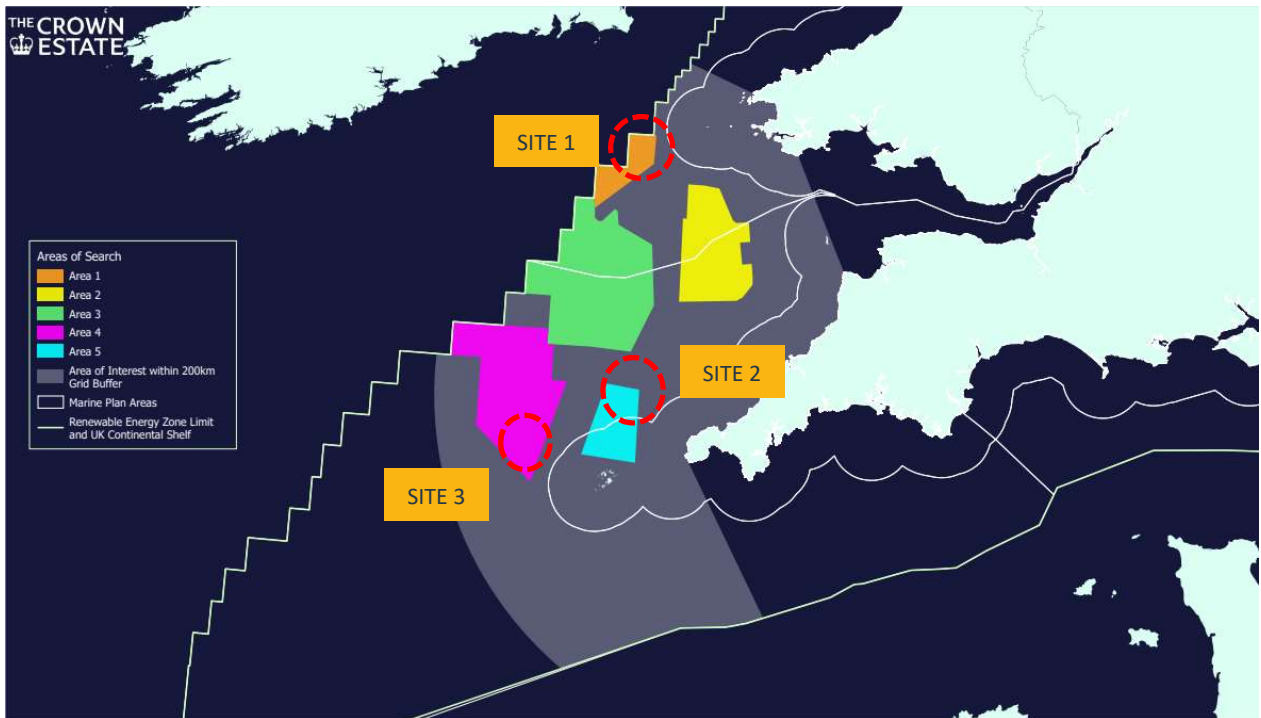 THE CROWN
ESTATE
SITE 1
SITE 2
SITE 3
Areas of Search
Area 1
Area 2
Area 3
Area 4
Area 5
Area of Interest within 200km
Grid Buffer
Marine Plan Areas
Renewable Energy Zone Limit
and UK Continental Shelf